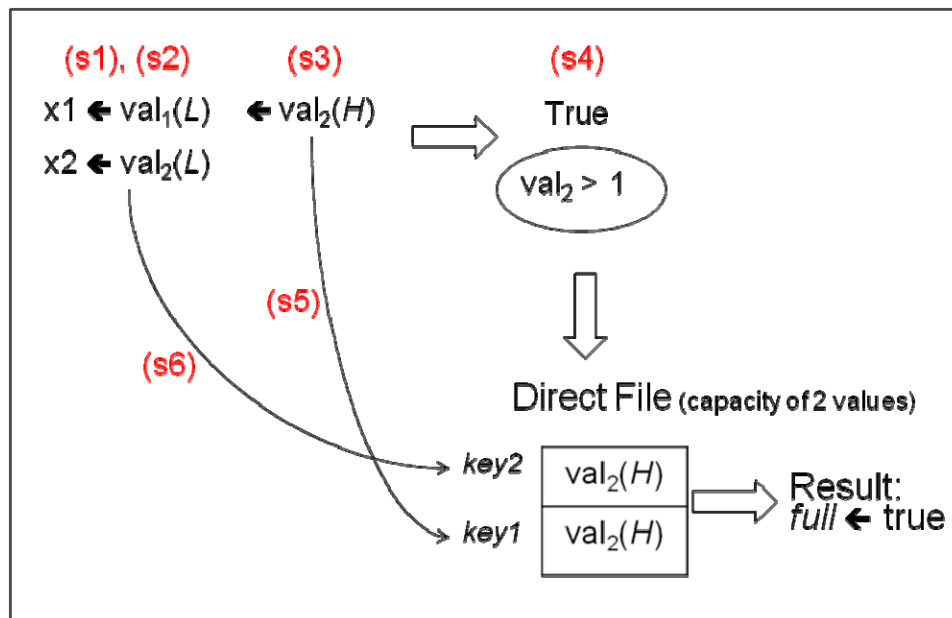 (s1), (s2) (s3) (s4)
x1 🡸 val₁(L) 🡸 val₂(H) True
x2 🡸 val₂(L)
val₂ > 1
(s5)
(s6)
Direct File (capacity of 2 values)
key2 val₂(H) Result:
full 🡸 true
key1 val₂(H)